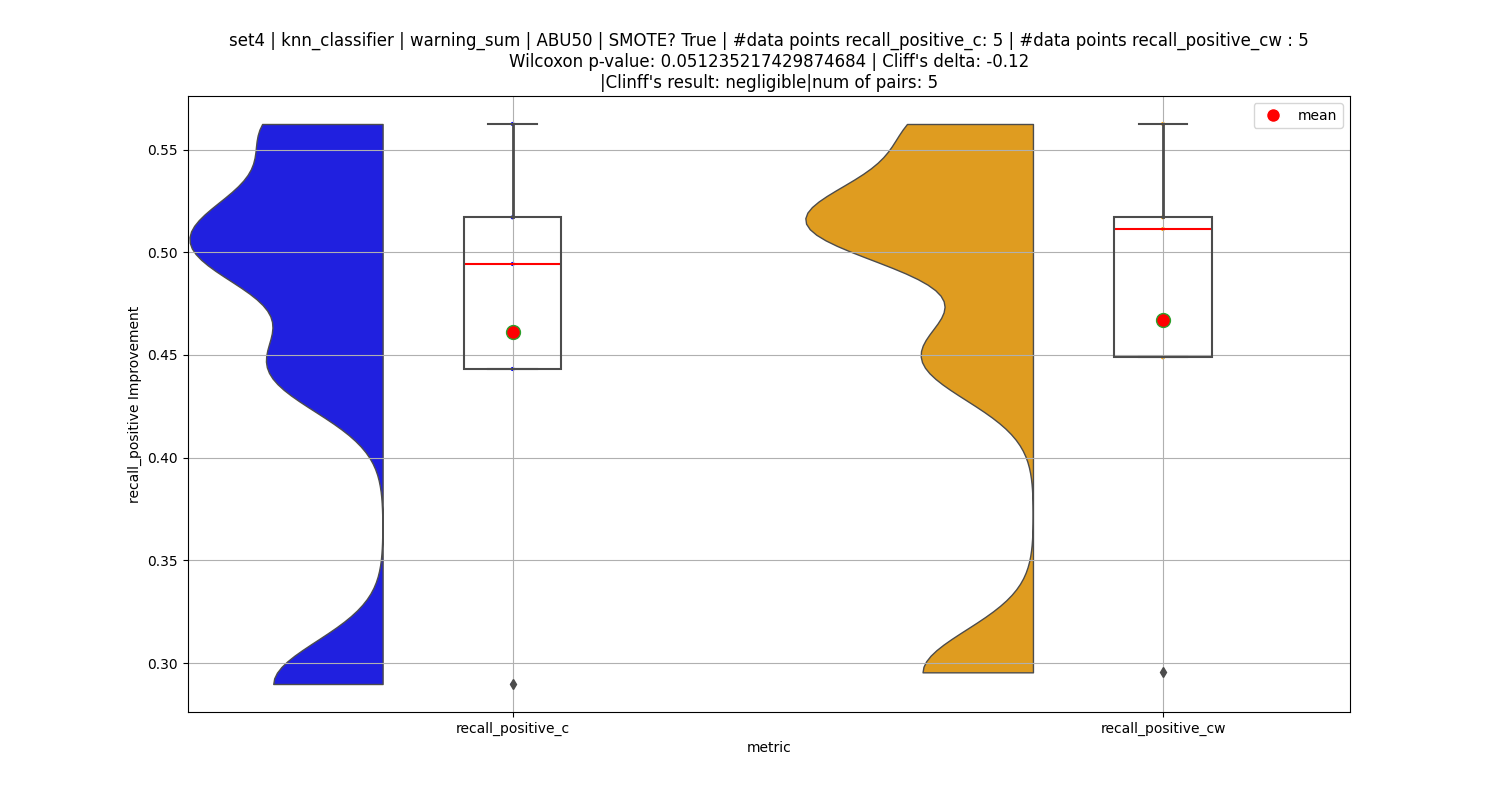 set4 | knn_classifier | warning_sum | ABU50 | SMOTE? True | #data points recall_positive_c: 5 | #data points recall_positive_cw : 5
Wilcoxon p-value: 0.051235217429874684 | Cliff's delta: -0.12
|Clinff's result: negligible|num of pairs: 5
mean
recall_positive Improvement
0.55
0.50
0.45
0.40
0.35
0.30
recall_positive_c
recall_positive_cw
metric